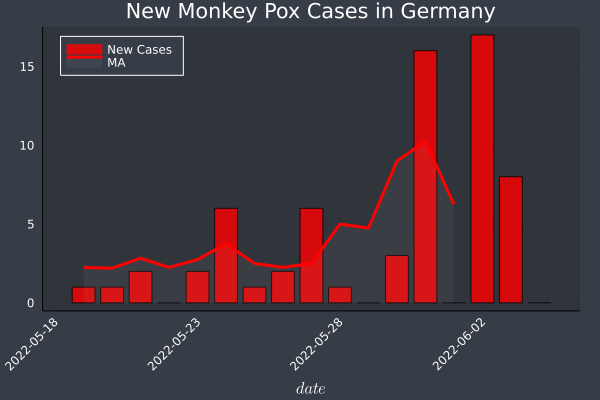 New Monkey Pox Cases in Germany
New Cases
MA
15
10
5
0
2022-05-18
2022-05-23
2022-05-28
2022-06-02
date